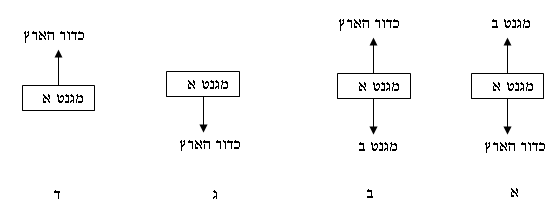 מגנט ב
מגנט א
כדור הארץ
א
כדור הארץ
מגנט א
מגנט ב
ב
מגנט א
כדור הארץ
ג
כדור הארץ
מגנט א
ד